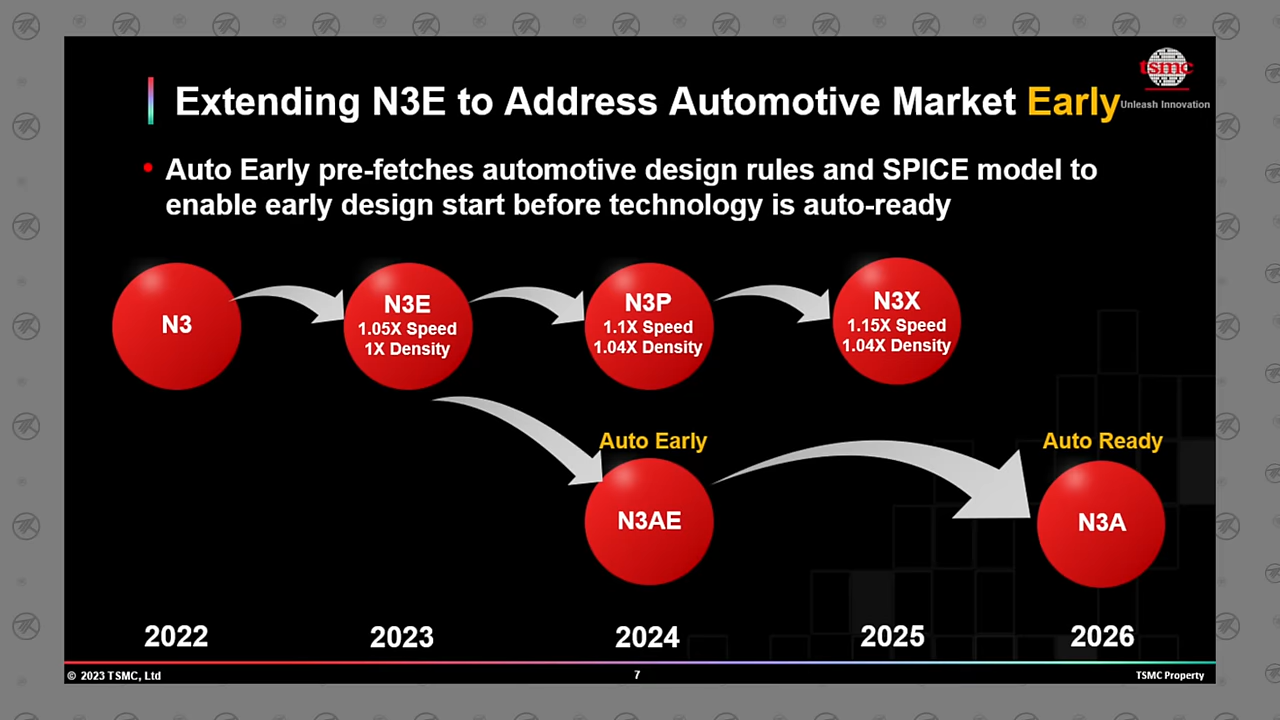 tsmc
Unleash Innovation
Extending N3E to Address Automotive Market Early
• Auto Early pre-fetches automotive design rules and SPICE model to
enable early design start before technology is auto-ready
N3
N3E
1.05X Speed
1X Density
N3P
1.1X Speed
1.04X Density
N3X
1.15X Speed
1.04X Density
Auto Early
N3AE
Auto Ready
N3A
2022
2023
2024
2025
2026
© 2023 TSMC, Ltd
7
TSMC Property